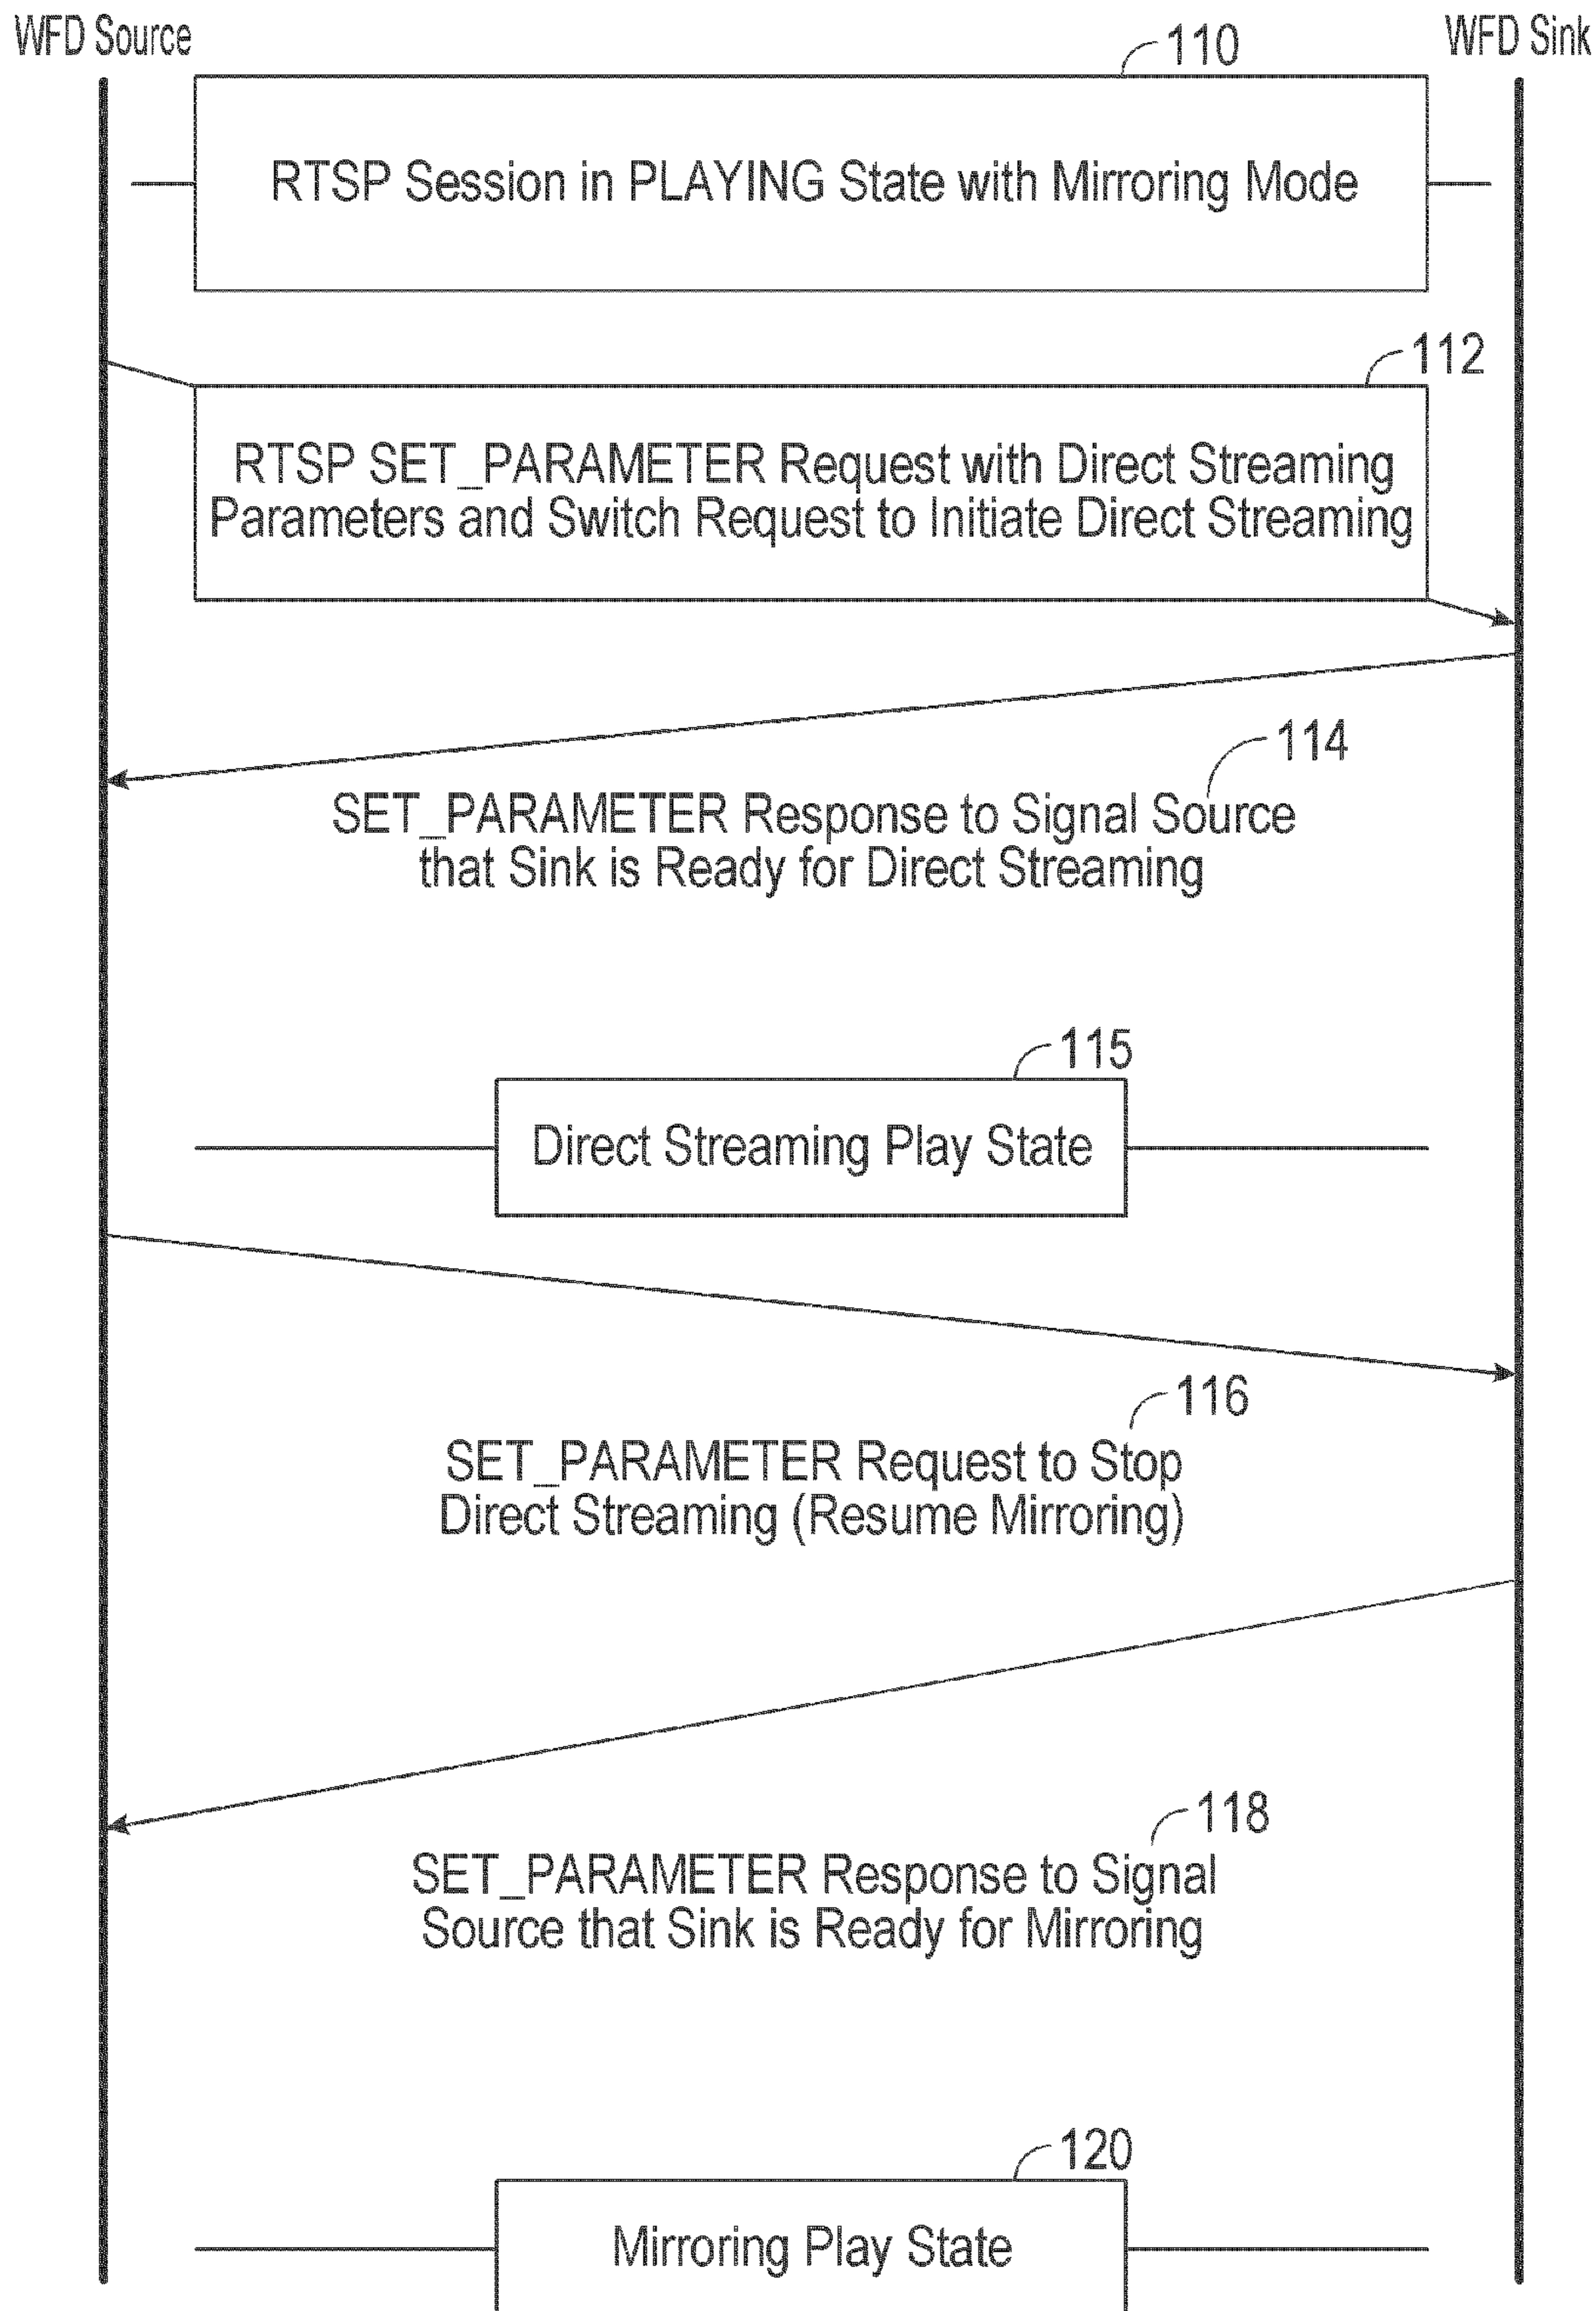 WFD Source
WFD Sink
110
RTSP Session in PLAYING State with Mirroring Mode
112
RTSP SET_PARAMETER Request with Direct Streaming
Parameters and Switch Request to Initiate Direct Streaming
114
SET_PARAMETER Response to Signal Source
that Sink is Ready for Direct Streaming
115
Direct Streaming Play State
116
SET_PARAMETER Request to Stop
Direct Streaming (Resume Mirroring)
118
SET_PARAMETER Response to Signal
Source that Sink is Ready for Mirroring
120
Mirroring Play State